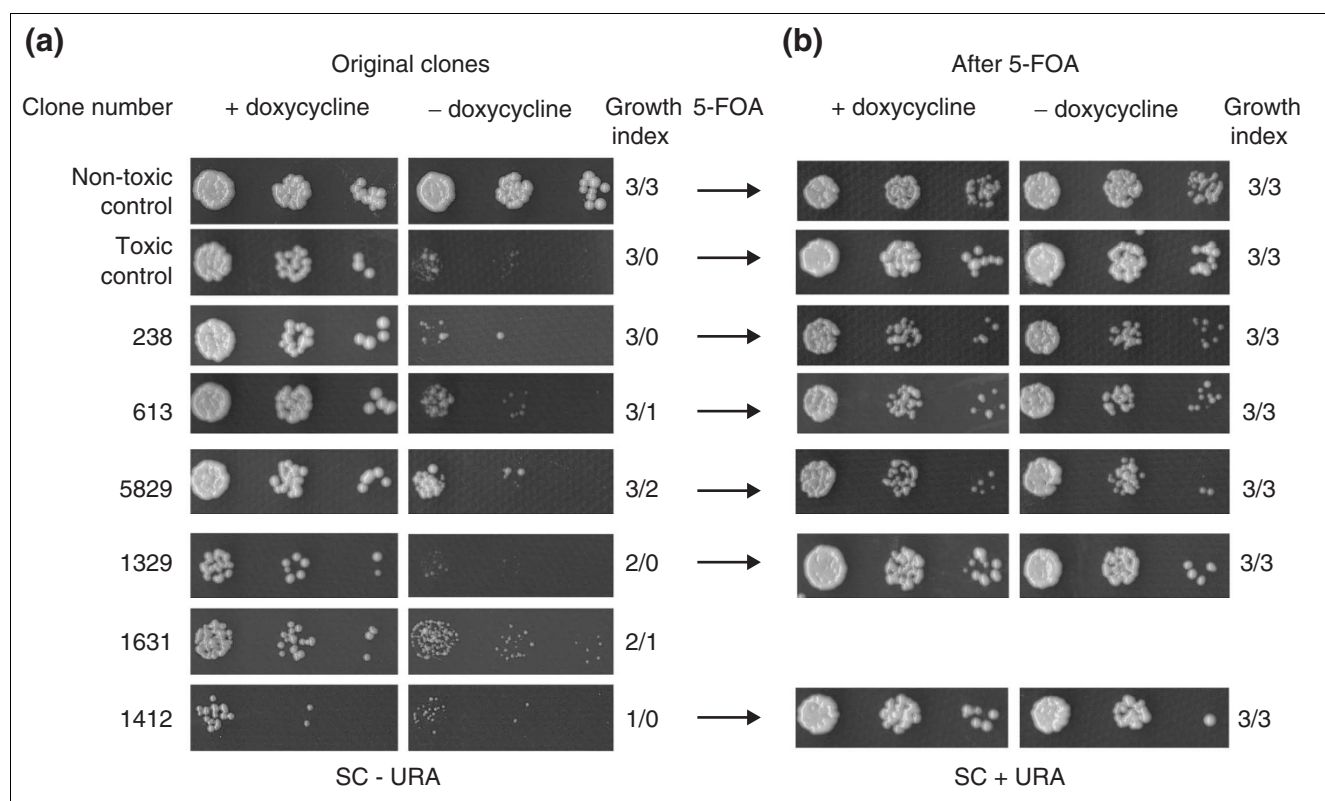 (a)
(b)
Original clones
After 5-FOA
Clone number
+ doxycycline
– doxycycline
Growth index
5-FOA
+ doxycycline
– doxycycline
Growth index
Non-toxic control
3/3
3/3
Toxic control
3/0
3/3
238
3/0
3/3
613
3/1
3/3
5829
3/2
3/3
1329
2/0
3/3
1631
2/1
1412
1/0
3/3
SC - URA
SC + URA